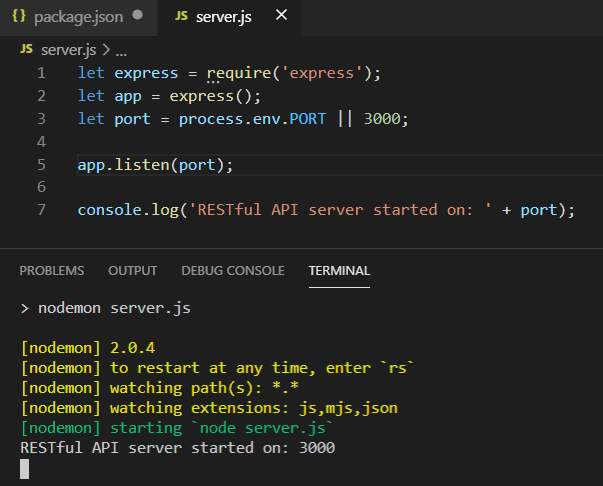 {} package.json
JS server.js
JS server.js > ...
1 let express = require('express');
2 let app = express();
3 let port = process.env.PORT || 3000;
4
5 app.listen(port);
6
7 console.log('RESTful API server started on: ' + port);
PROBLEMS OUTPUT DEBUG CONSOLE TERMINAL
> nodemon server.js
[nodemon] 2.0.4
[nodemon] to restart at any time, enter `rs`
[nodemon] watching path(s): *.*
[nodemon] watching extensions: js,mjs,json
[nodemon] starting `node server.js`
RESTful API server started on: 3000